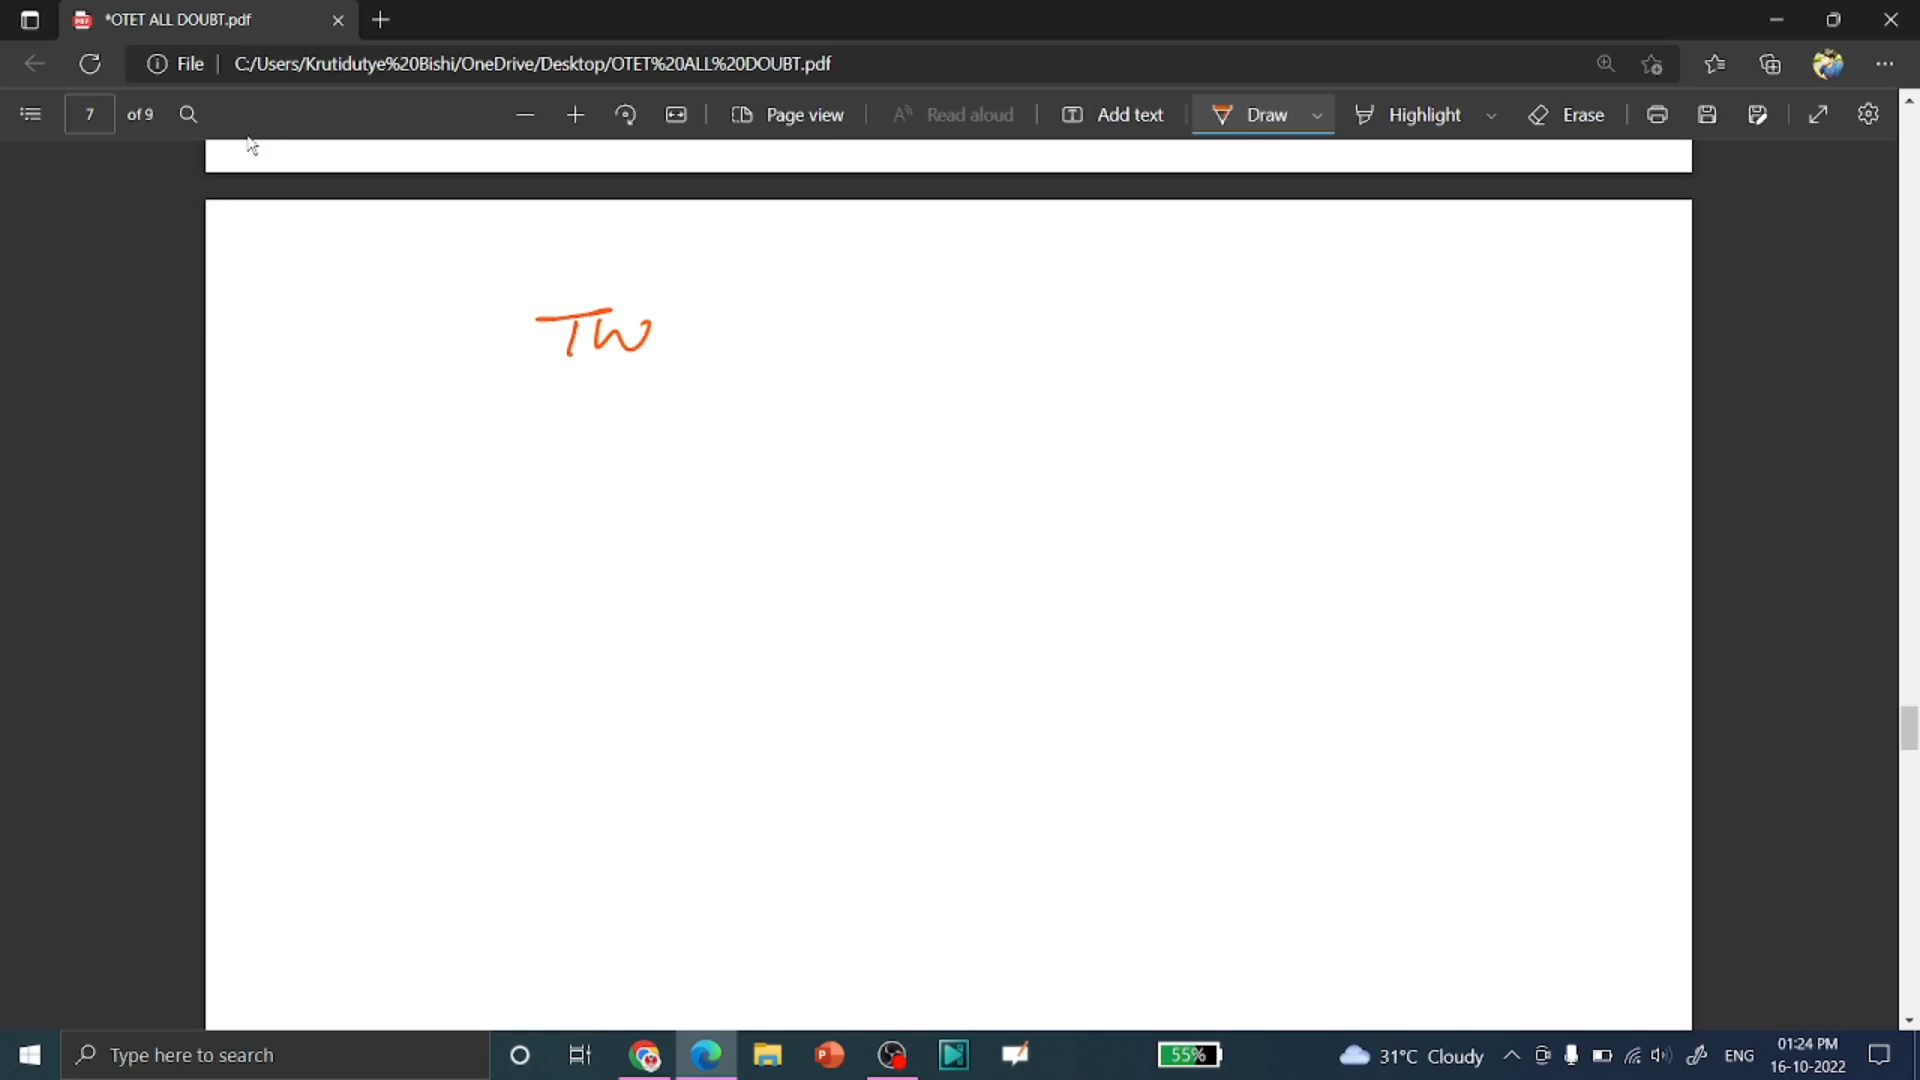 *OTET ALL DOUBT.pdf
File C:/Users/Krutidutye%20Bishi/OneDrive/Desktop/OTET%20ALL%20DOUBT.pdf
7 of 9 Page view Read aloud Add text Draw Highlight Erase
TW
Type here to search 55% 31°C Cloudy ENG 01:24 PM
16-10-2022